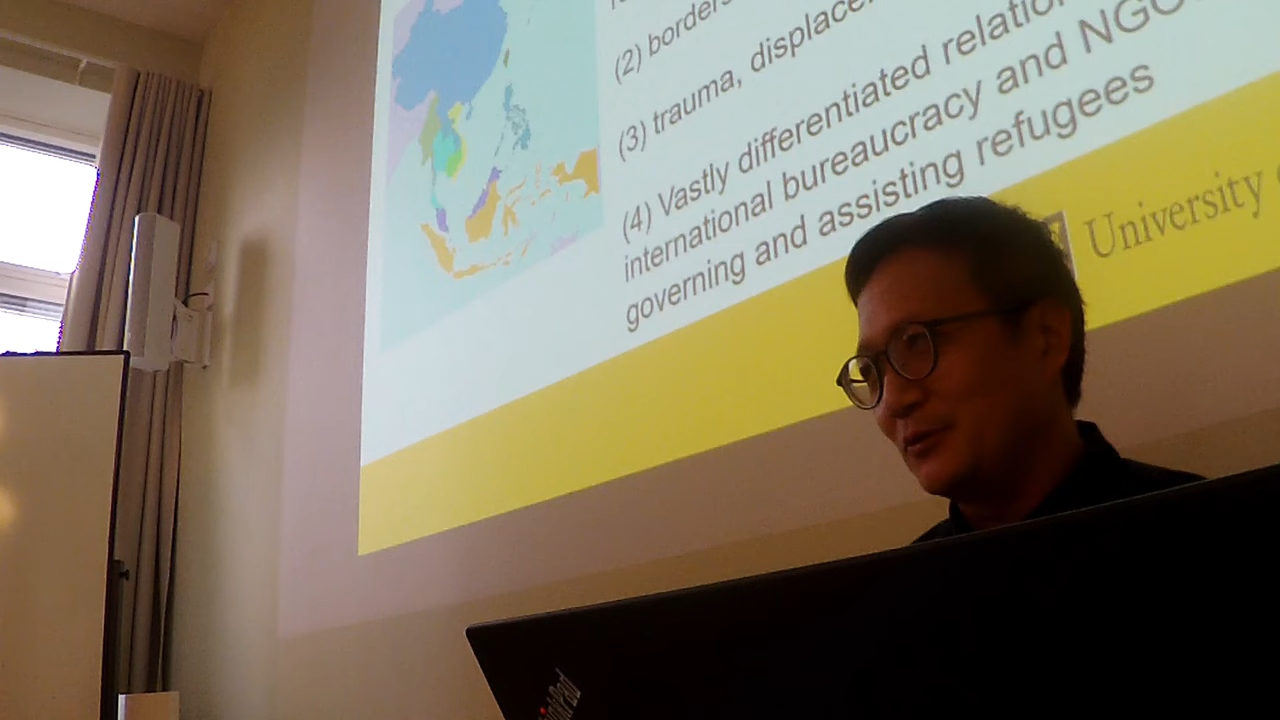 (2) borders
(3) trauma, displace
(4) Vastly differentiated relatio
international bureaucracy and NGO
governing and assisting refugees
University
ThinkPad